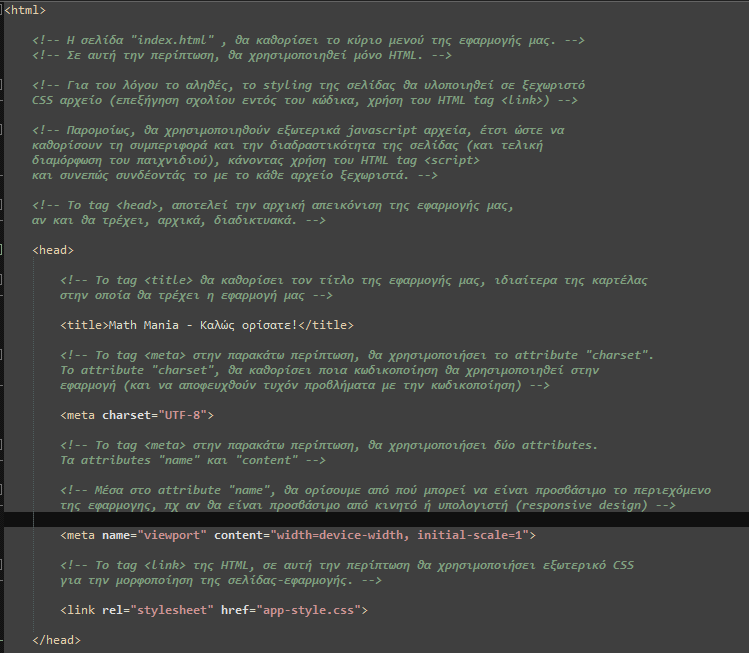 <html>
<!-- Η σελίδα "index.html" , θα καθορίσει το κύριο μενού της εφαρμογής μας. -->
<!-- Σε αυτή την περίπτωση, θα χρησιμοποιηθεί μόνο HTML. -->
<!-- Για του λόγου το αληθές, το styling της σελίδας θα υλοποιηθεί σε ξεχωριστό
CSS αρχείο (επεξήγηση σχολίου εντός του κώδικα, χρήση του HTML tag <link>) -->
<!-- Παρομοίως, θα χρησιμοποιηθούν εξωτερικά javascript αρχεία, έτσι ώστε να
καθορίσουν τη συμπεριφορά και την διαδραστικότητα της σελίδας (και τελική
διαμόρφωση του παιχνιδιού), κάνοντας χρήση του HTML tag <script>
και συνεπώς συνδέοντάς το με το κάθε αρχείο ξεχωριστά. -->
<!-- Το tag <head>, αποτελεί την αρχική απεικόνιση της εφαρμογής μας,
αν και θα τρέχει, αρχικά, διαδικτυακά. -->
<head>
<!-- Το tag <title> θα καθορίσει τον τίτλο της εφαρμογής μας, ιδιαίτερα της καρτέλας
στην οποία θα τρέχει η εφαρμογή μας -->
<title>Math Mania - Καλώς ορίσατε!</title>
<!-- Το tag <meta> στην παρακάτω περίπτωση, θα χρησιμοποιήσει το attribute "charset".
Το attribute "charset", θα καθορίσει ποια κωδικοποίηση θα χρησιμοποιηθεί στην
εφαρμογή (και να αποφευχθούν τυχόν προβλήματα με την κωδικοποίηση) -->
<meta charset="UTF-8">
<!-- Το tag <meta> στην παρακάτω περίπτωση, θα χρησιμοποιήσει δύο attributes.
Τα attributes "name" και "content" -->
<!-- Μέσα στο attribute "name", θα ορίσουμε από πού μπορεί να είναι προσβάσιμο το περιεχόμενο
της εφαρμογης, πχ αν θα είναι προσβάσιμο από κινητό ή υπολογιστή (responsive design) -->
<meta name="viewport" content="width=device-width, initial-scale=1">
<!-- Το tag <link> της HTML, σε αυτή την περίπτωση θα χρησιμοποιήσει εξωτερικό CSS
για την μορφοποίηση της σελίδας-εφαρμογής. -->
<link rel="stylesheet" href="app-style.css">
</head>